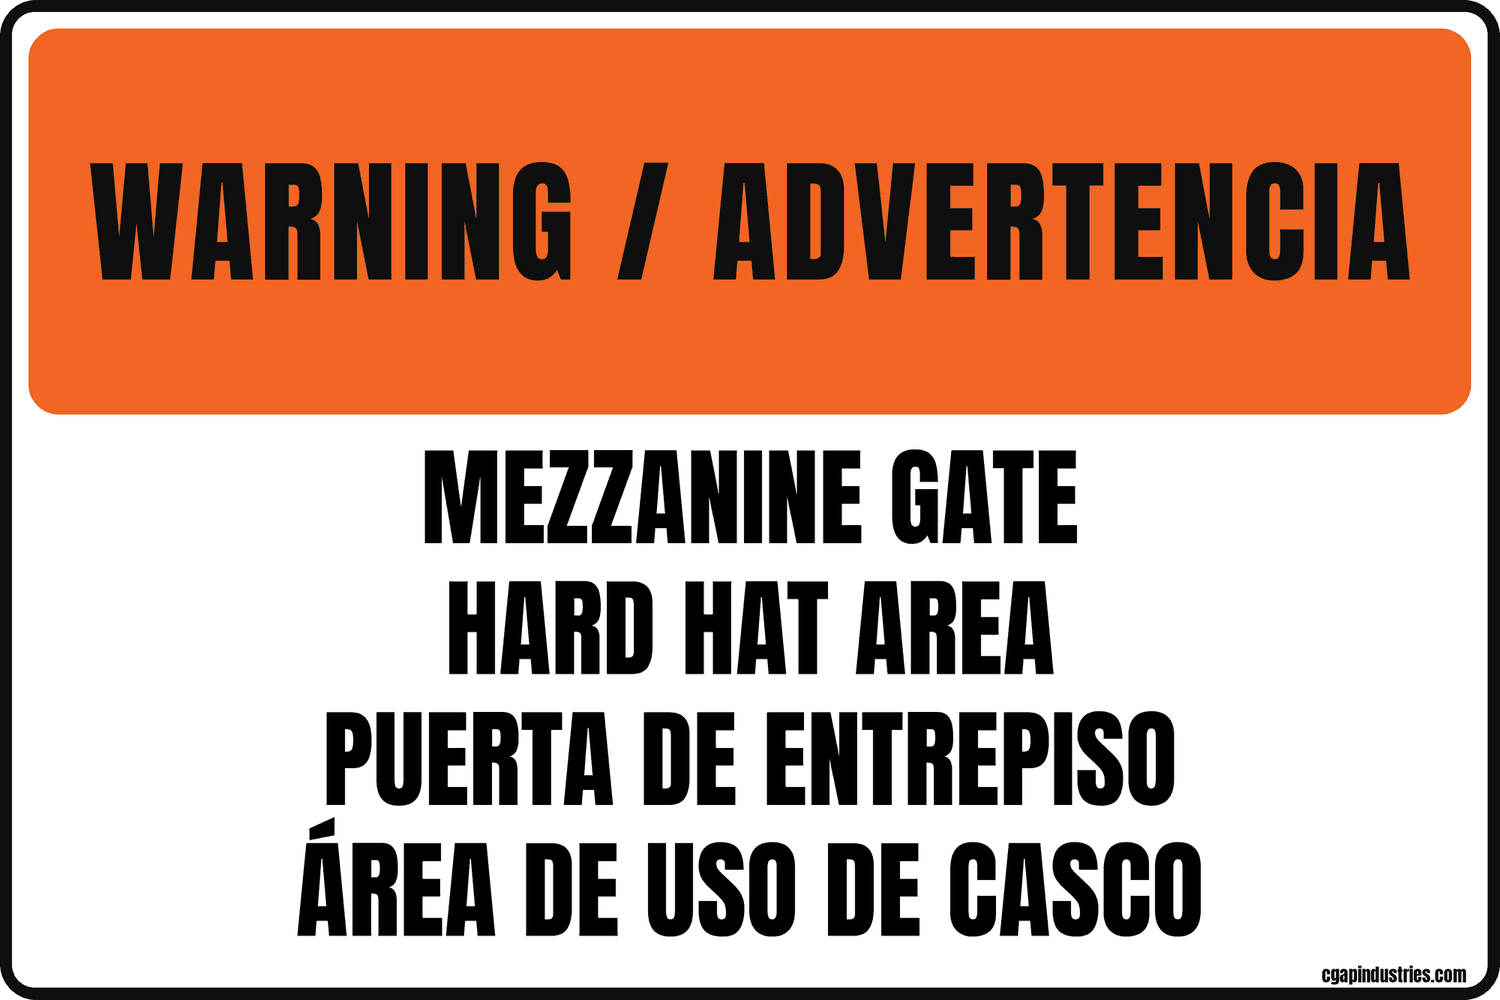 WARNING / ADVERTENCIA
MEZZANINE GATE
HARD HAT AREA
PUERTA DE ENTREPISO
ÁREA DE USO DE CASCO
cgapindustries.com